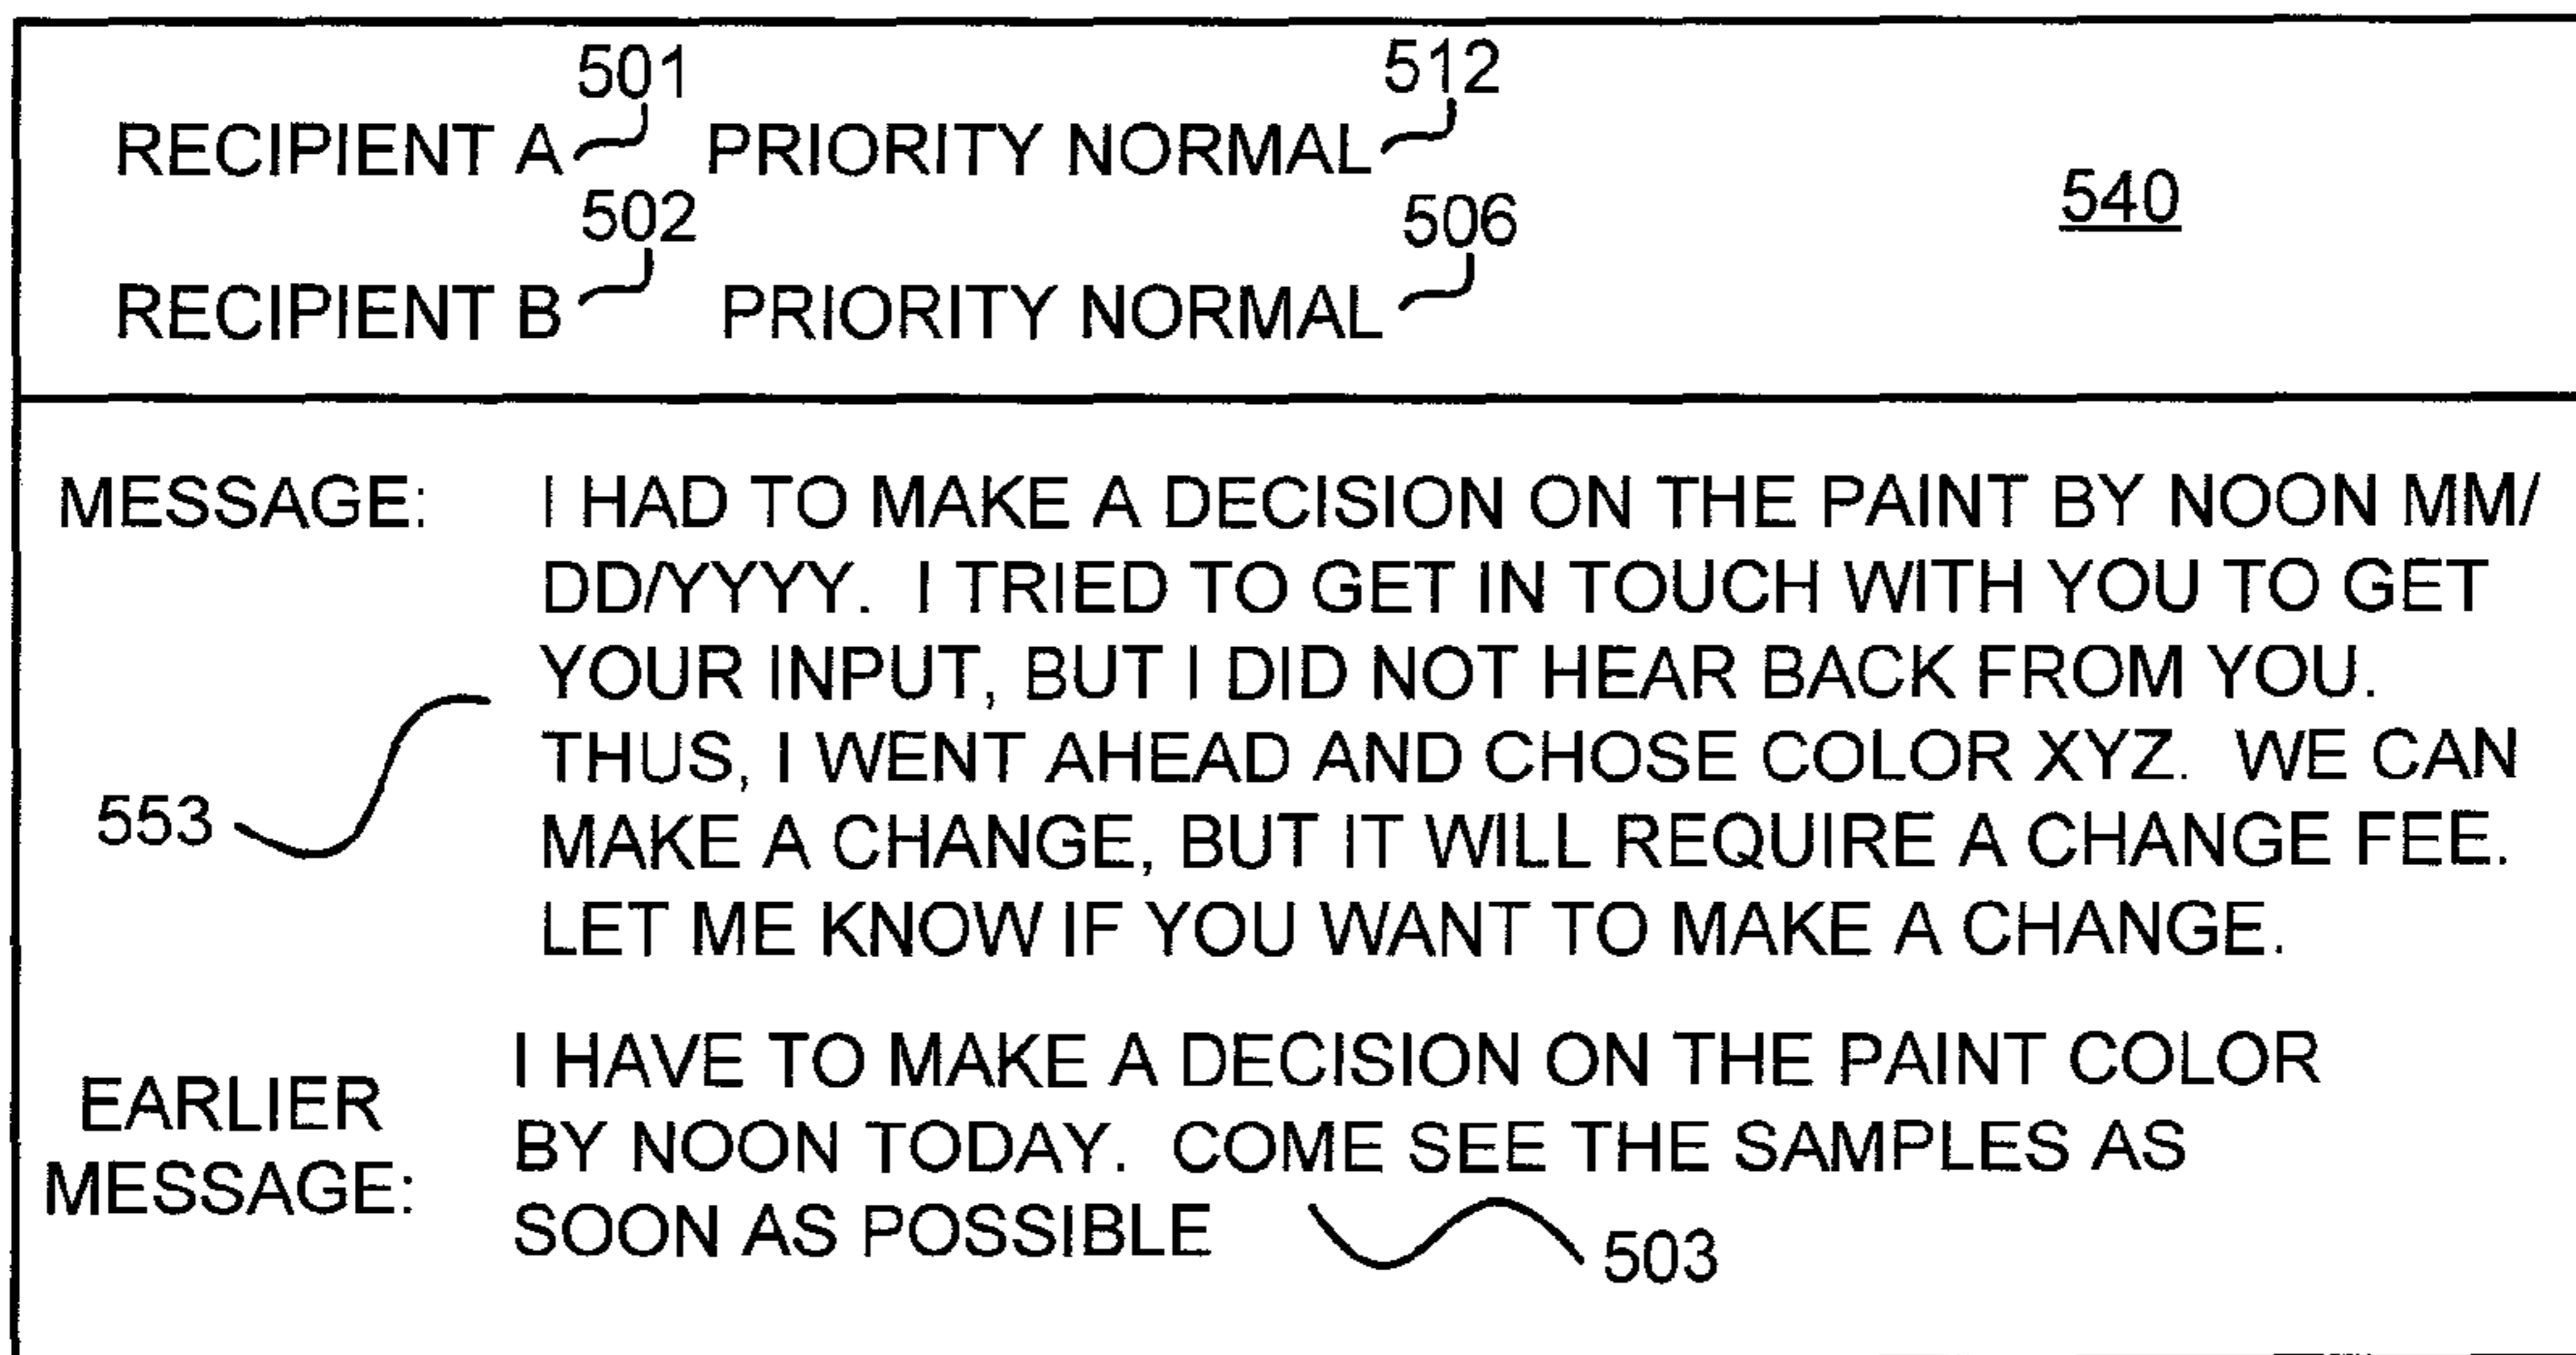 501 512
RECIPIENT A PRIORITY NORMAL
540
502 506
RECIPIENT B PRIORITY NORMAL
MESSAGE: I HAD TO MAKE A DECISION ON THE PAINT BY NOON MM/
DD/YYYY. I TRIED TO GET IN TOUCH WITH YOU TO GET
YOUR INPUT, BUT I DID NOT HEAR BACK FROM YOU.
THUS, I WENT AHEAD AND CHOSE COLOR XYZ. WE CAN
553 MAKE A CHANGE, BUT IT WILL REQUIRE A CHANGE FEE.
LET ME KNOW IF YOU WANT TO MAKE A CHANGE.
EARLIER
MESSAGE:
I HAVE TO MAKE A DECISION ON THE PAINT COLOR
BY NOON TODAY. COME SEE THE SAMPLES AS
SOON AS POSSIBLE
503